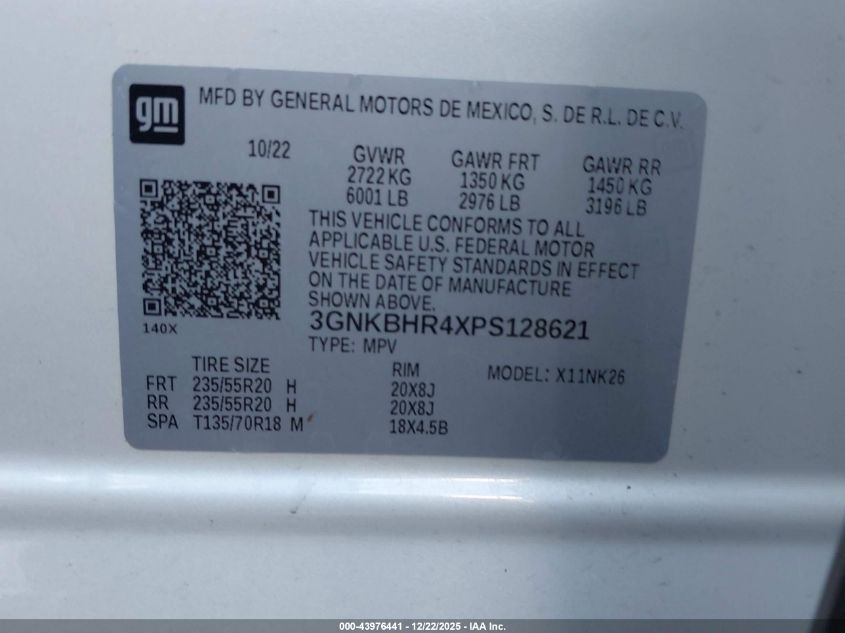 gm
MFD BY GENERAL MOTORS DE MEXICO, S. DE R.L. DE C.V.
10/22 GVWR GAWR FRT GAWR RR
2722 KG 1350 KG 1450 KG
6001 LB 2976 LB 3196 LB
THIS VEHICLE CONFORMS TO ALL
APPLICABLE U.S. FEDERAL MOTOR
VEHICLE SAFETY STANDARDS IN EFFECT
ON THE DATE OF MANUFACTURE
SHOWN ABOVE.
140X
3GNKBHR4XPS128621
TYPE: MPV
TIRE SIZE RIM MODEL: X11NK26
FRT 235/55R20 H 20X8J
RR 235/55R20 H 20X8J
SPA T135/70R18 M 18X4.5B
000-43976441 - 12/22/2025 - IAA Inc.